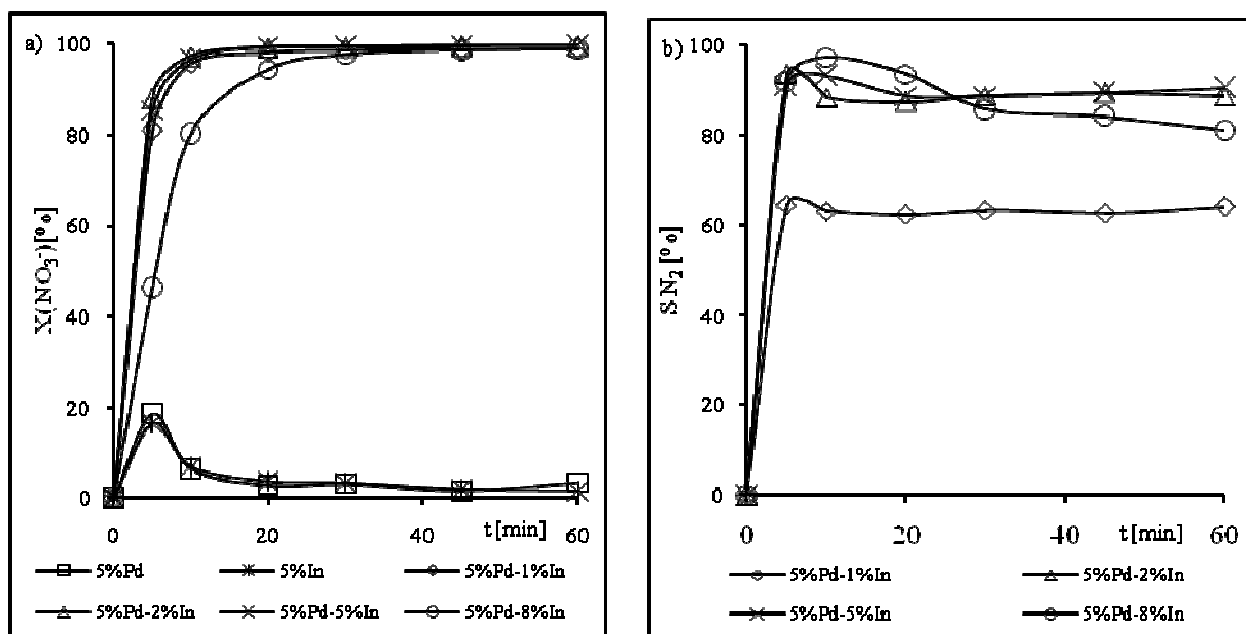 a)
100
80
60
40
20
0
X(NO3-)[%]
0 20 40 t[min] 60
5%Pd 5%In 5%Pd-1%In
5%Pd-2%In 5%Pd-5%In 5%Pd-8%In
b)
100
80
60
40
20
0
SN2[%]
0 20 40 t[min] 60
5%Pd-1%In 5%Pd-2%In
5%Pd-5%In 5%Pd-8%In